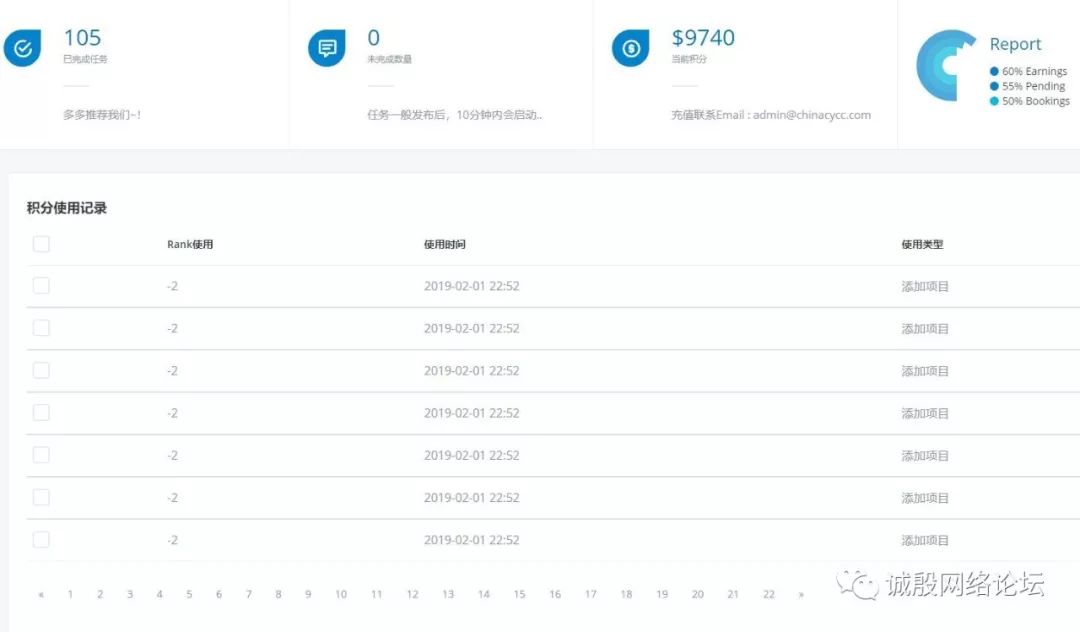 105
已完成任务
多多推荐我们~!
0
未完成数量
任务一般发布后，10分钟内会启动..
$9740
当前积分
充值联系Email : admin@chinacycc.com
Report
60% Earnings
55% Pending
50% Bookings
积分使用记录
Rank使用 使用时间 使用类型
-2 2019-02-01 22:52 添加项目
-2 2019-02-01 22:52 添加项目
-2 2019-02-01 22:52 添加项目
-2 2019-02-01 22:52 添加项目
-2 2019-02-01 22:52 添加项目
-2 2019-02-01 22:52 添加项目
-2 2019-02-01 22:52 添加项目
« 1 2 3 4 5 6 7 8 9 10 11 12 13 14 15 16 17 18 19 20 21 22 »
诚殷网络论坛